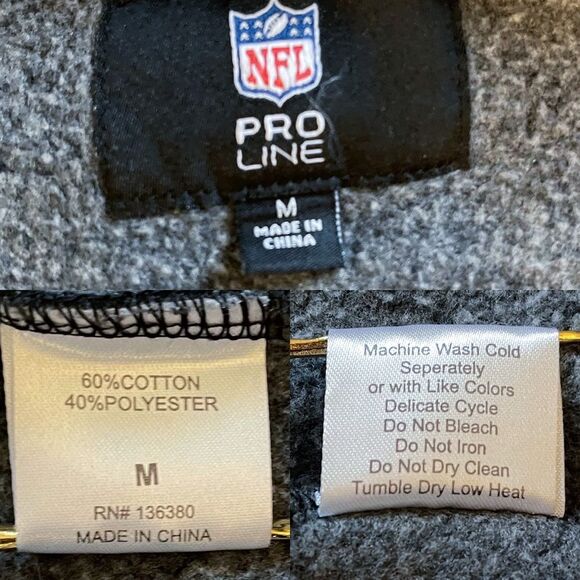 NFL
PRO
LINE
M
MADE IN
CHINA
60%COTTON
40%POLYESTER
M
RN# 136380
MADE IN CHINA
Machine Wash Cold
Seperately
or with Like Colors
Delicate Cycle
Do Not Bleach
Do Not Iron
Do Not Dry Clean
Tumble Dry Low Heat